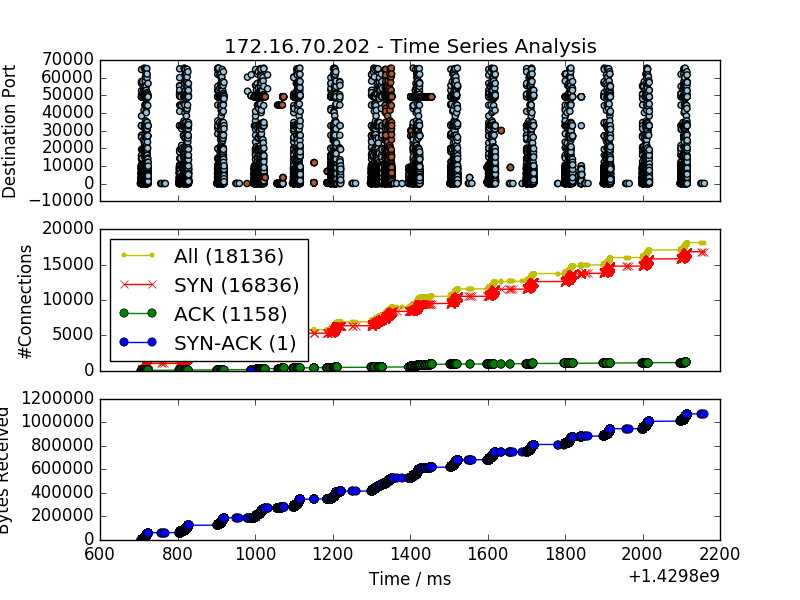 172.16.70.202 - Time Series Analysis
Destination Port
70000
60000
50000
40000
30000
20000
10000
0
−10000
#Connections
20000
15000
10000
5000
0
All (18136)
SYN (16836)
ACK (1158)
SYN-ACK (1)
Bytes Received
1200000
1000000
800000
600000
400000
200000
0
600 800 1000 1200 1400 1600 1800 2000 2200
Time / ms
+1.4298e9